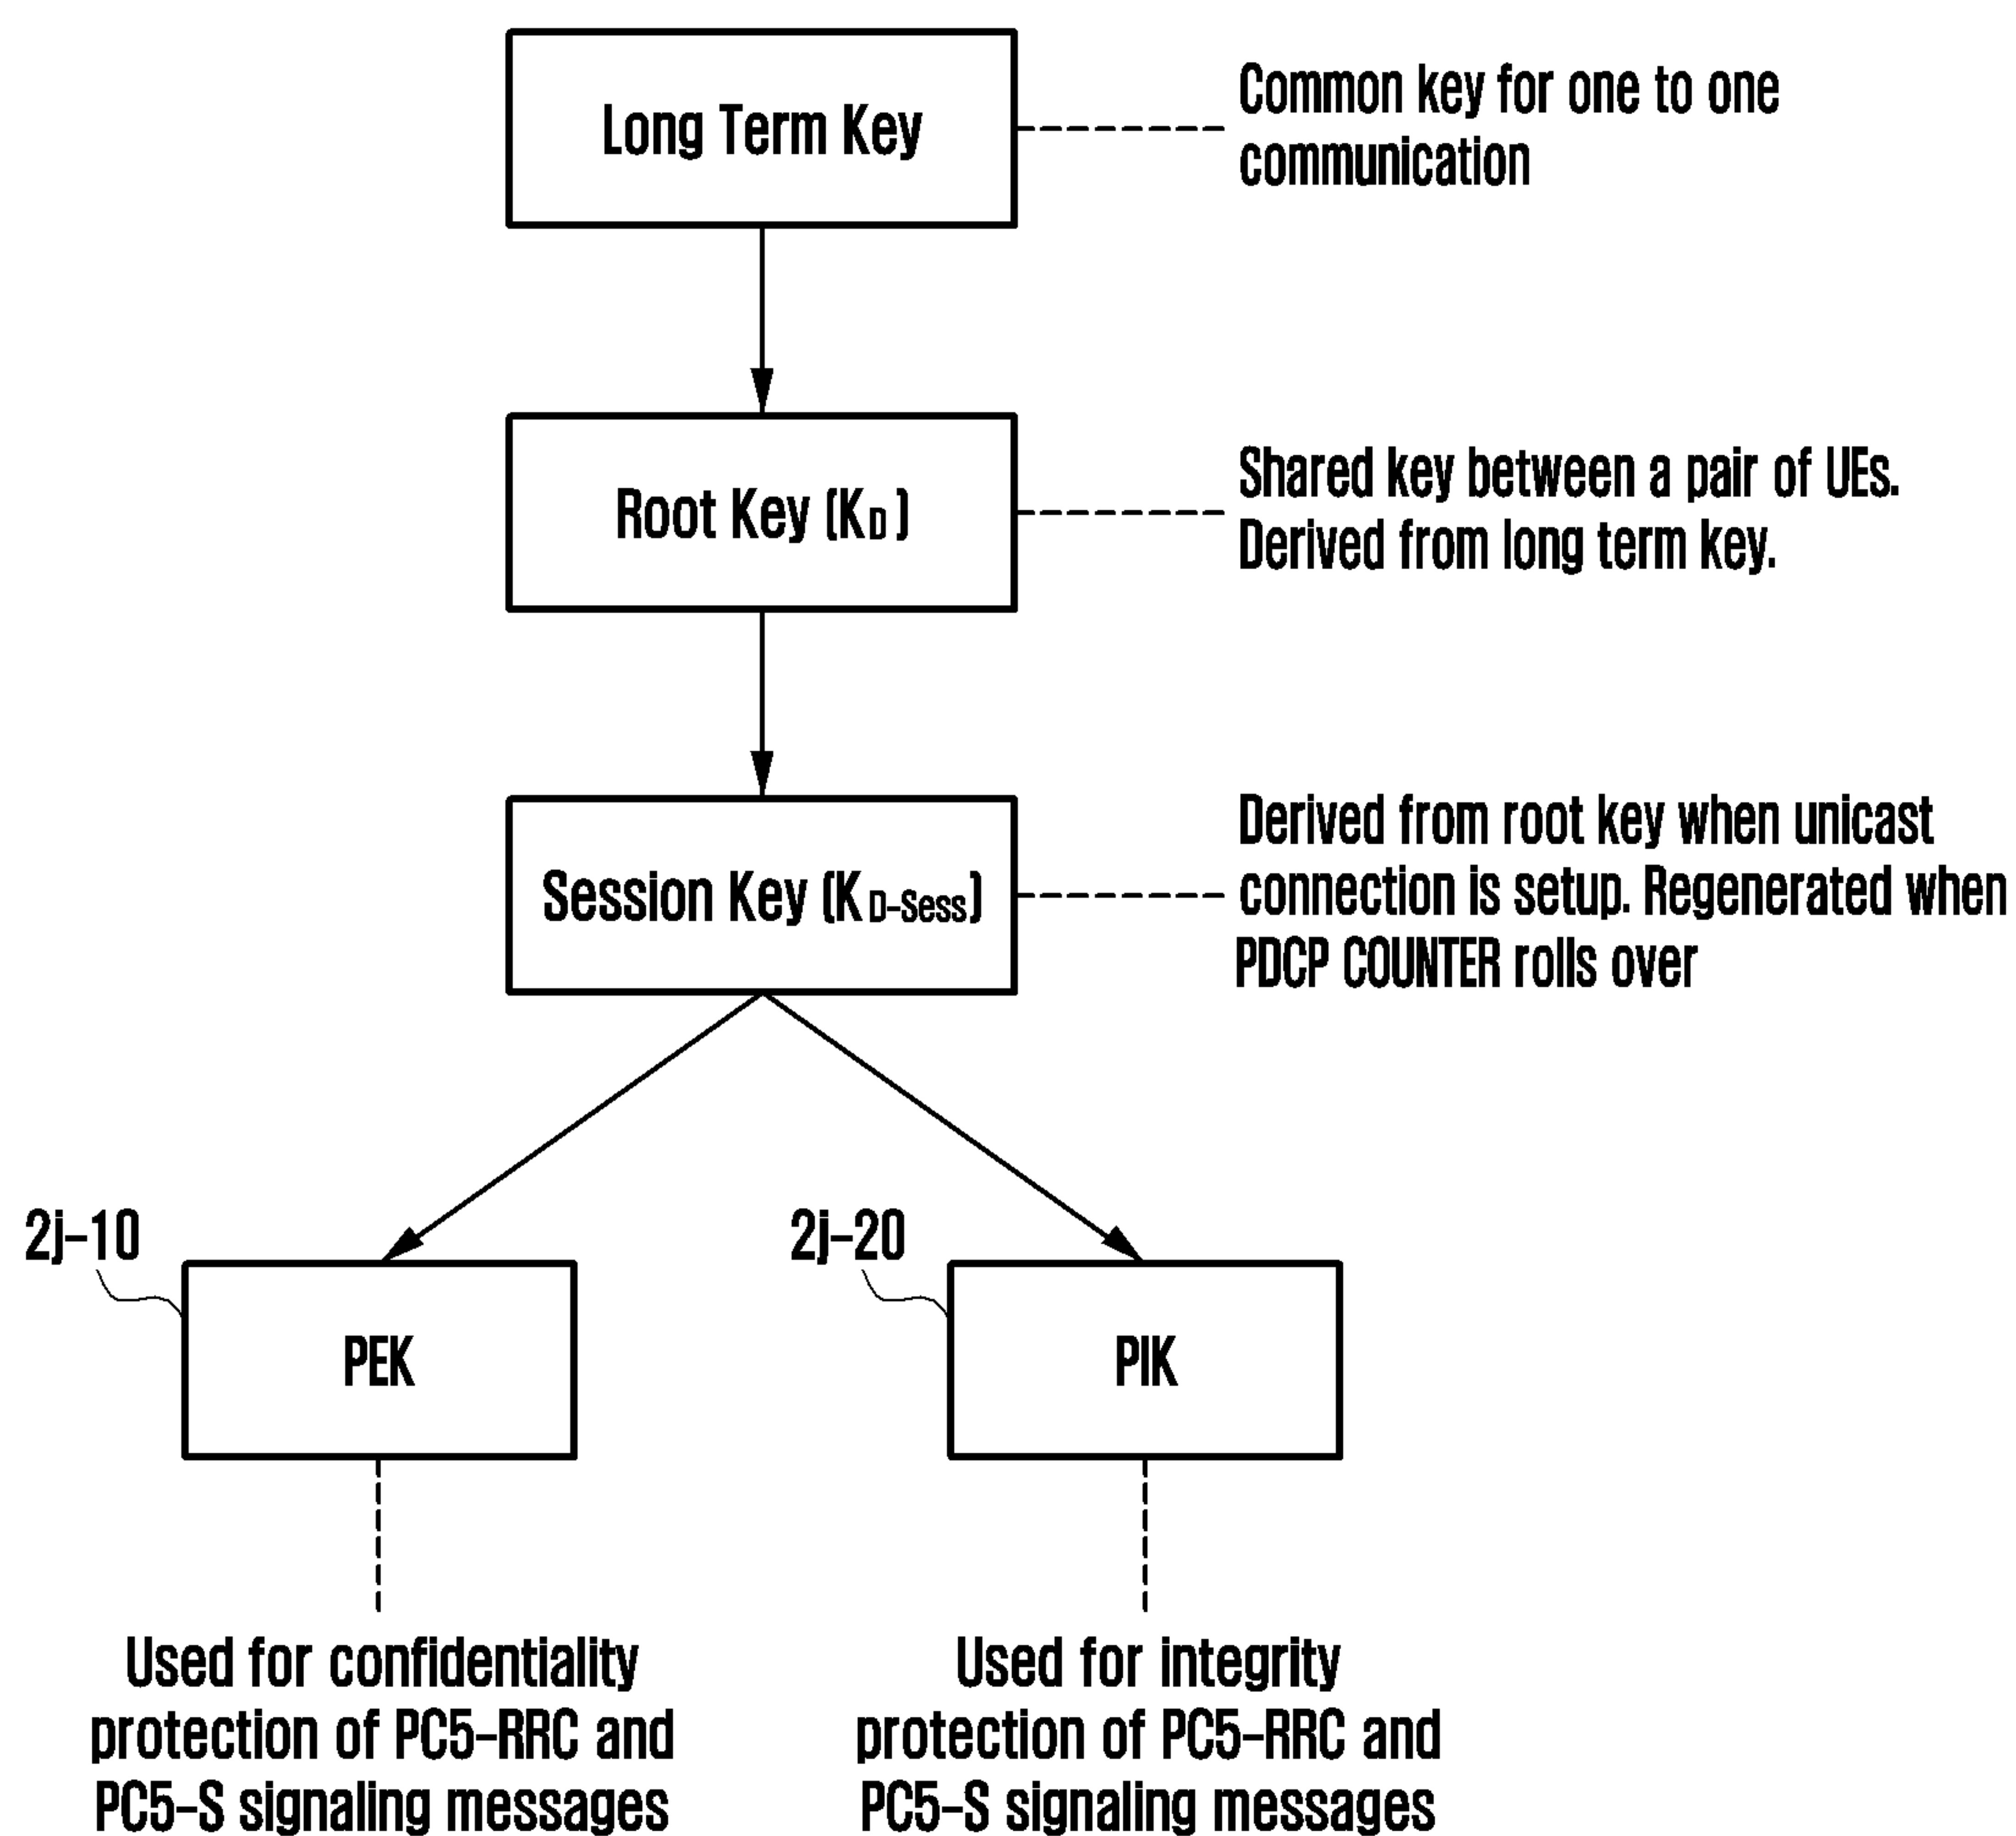 Long Term Key
Common key for one to one
communication
Root Key (KD)
Shared key between a pair of UEs.
Derived from long term key.
Session Key (K D-Sess)
Derived from root key when unicast
connection is setup. Regenerated when
PDCP COUNTER rolls over
2j-10
PEK
2j-20
PIK
Used for confidentiality
protection of PC5-RRC and
PC5-S signaling messages
Used for integrity
protection of PC5-RRC and
PC5-S signaling messages